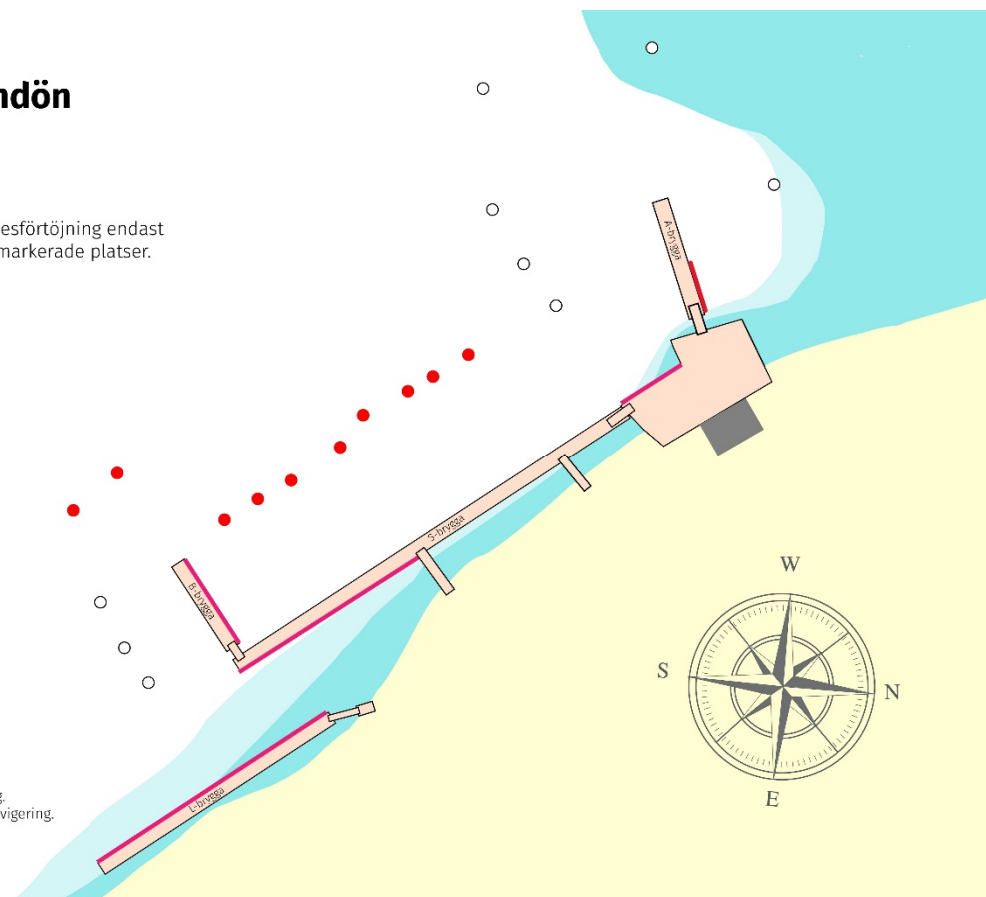 ndön
esförtöjning endast
markerade platser.
A-brygga
S-brygga
B-brygga
L-brygga
W
S
N
E
g.
vigering.